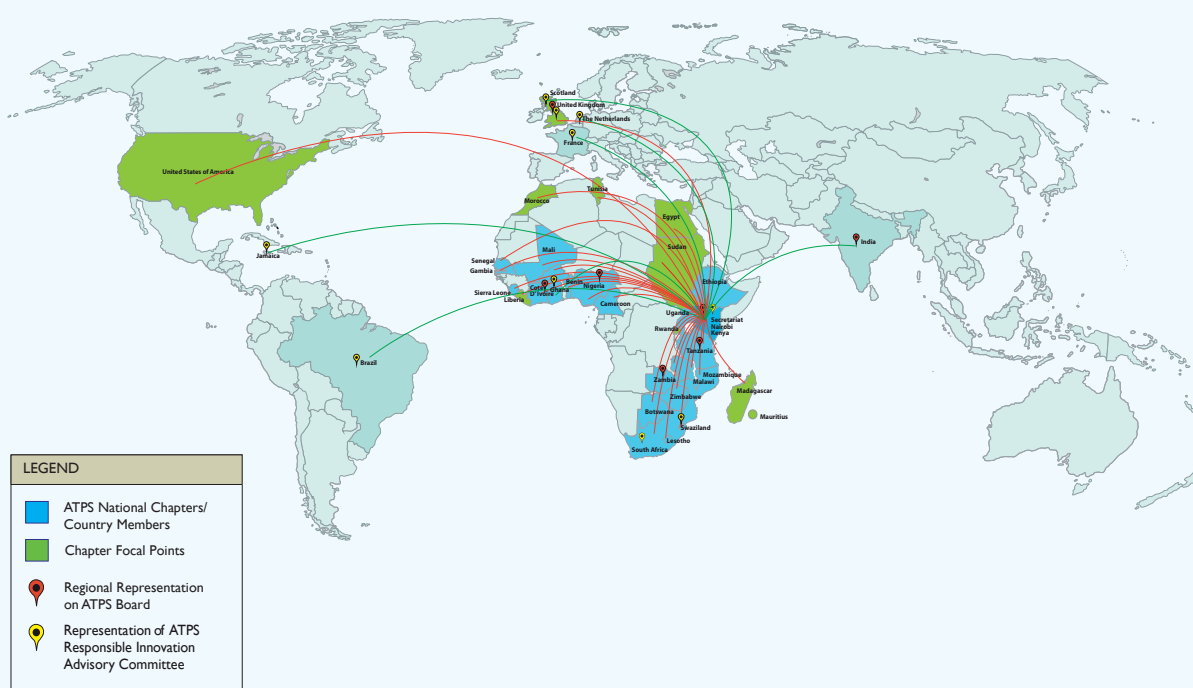 Scotland
United Kingdom
The Netherlands
France
United States of America
Tunisia
Morocco
Egypt
India
Sudan
Mali
Jamaica
Senegal
Gambia
Ethiopia
Benin
Nigeria
Cote
D'Ivoire
Ghana
Sierra Leone
Liberia
Cameroon
Uganda
Secretariat
Nairobi
Kenya
Rwanda
Tanzania
Brazil
Mozambique
Zambia
Malawi
Madagascar
Zimbabwe
Botswana
Mauritius
Swaziland
Lesotho
South Africa
LEGEND
ATPS National Chapters/
Country Members
Chapter Focal Points
Regional Representation
on ATPS Board
Representation of ATPS
Responsible Innovation
Advisory Committee